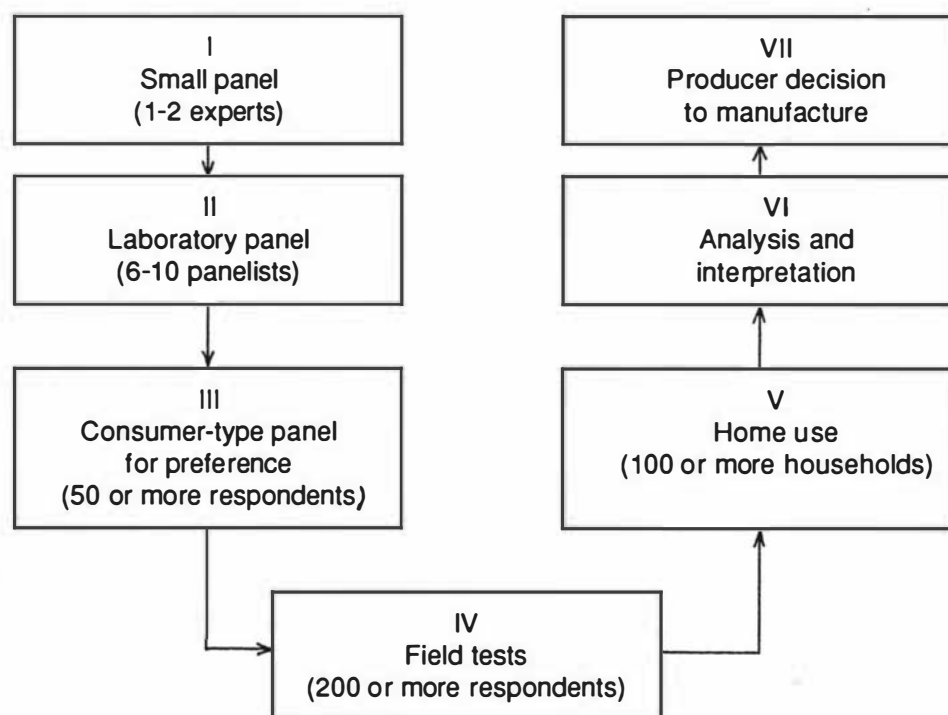 I
Small panel
(1-2 experts)
II
Laboratory panel
(6-10 panelists)
III
Consumer-type panel
for preference
(50 or more respondents)
IV
Field tests
(200 or more respondents)
V
Home use
(100 or more households)
VI
Analysis and
interpretation
VII
Producer decision
to manufacture